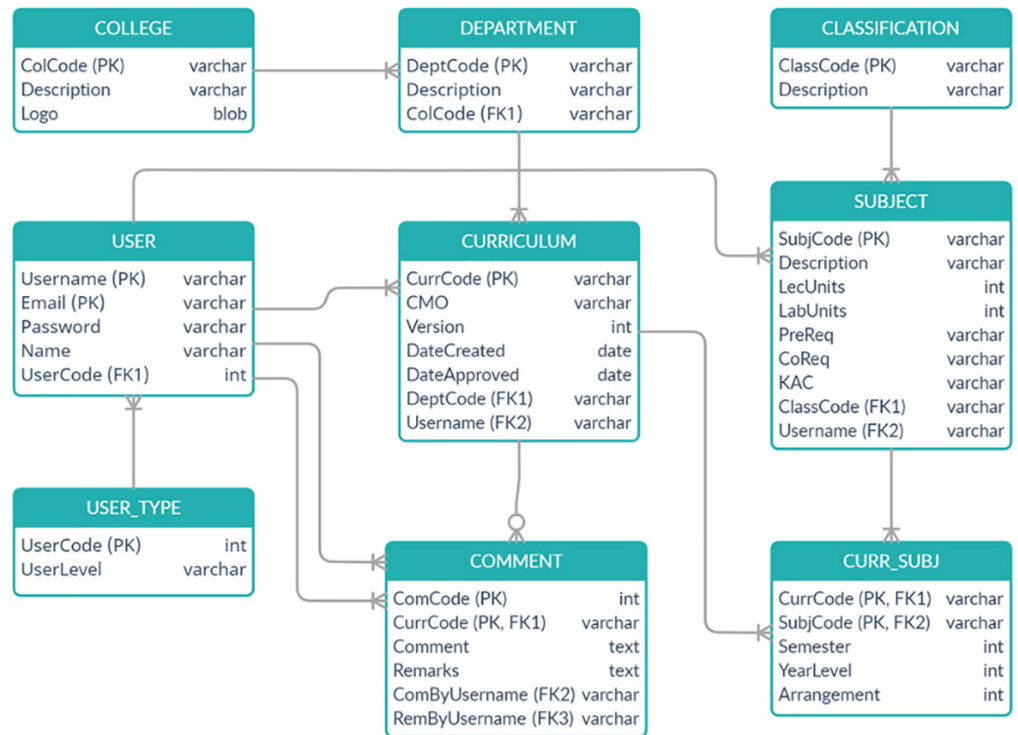 COLLEGE
ColCode (PK) varchar
Description varchar
Logo blob
DEPARTMENT
DeptCode (PK) varchar
Description varchar
ColCode (FK1) varchar
CLASSIFICATION
ClassCode (PK) varchar
Description varchar
USER
Username (PK) varchar
Email (PK) varchar
Password varchar
Name varchar
UserCode (FK1) int
CURRICULUM
CurrCode (PK) varchar
CMO varchar
Version int
DateCreated date
DateApproved date
DeptCode (FK1) varchar
Username (FK2) varchar
SUBJECT
SubjCode (PK) varchar
Description varchar
LecUnits int
LabUnits int
PreReq varchar
CoReq varchar
KAC varchar
ClassCode (FK1) varchar
Username (FK2) varchar
USER_TYPE
UserCode (PK) int
UserLevel varchar
COMMENT
ComCode (PK) int
CurrCode (PK, FK1) varchar
Comment text
Remarks text
ComByUsername (FK2) varchar
RemByUsername (FK3) varchar
CURR_SUBJ
CurrCode (PK, FK1) varchar
SubjCode (PK, FK2) varchar
Semester int
YearLevel int
Arrangement int